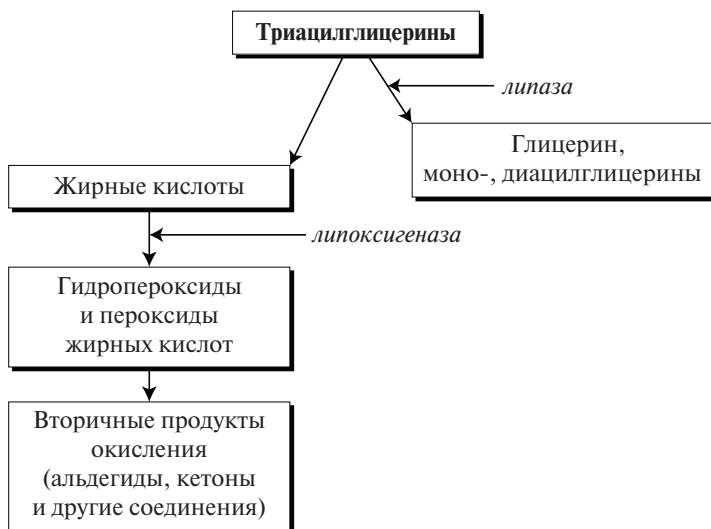 Триацилглицерины
липаза
Глицерин,
моно-, диацилглицерины
Жирные кислоты
липоксигеназа
Гидропероксиды
и пероксиды
жирных кислот
Вторичные продукты
окисления
(альдегиды, кетоны
и другие соединения)